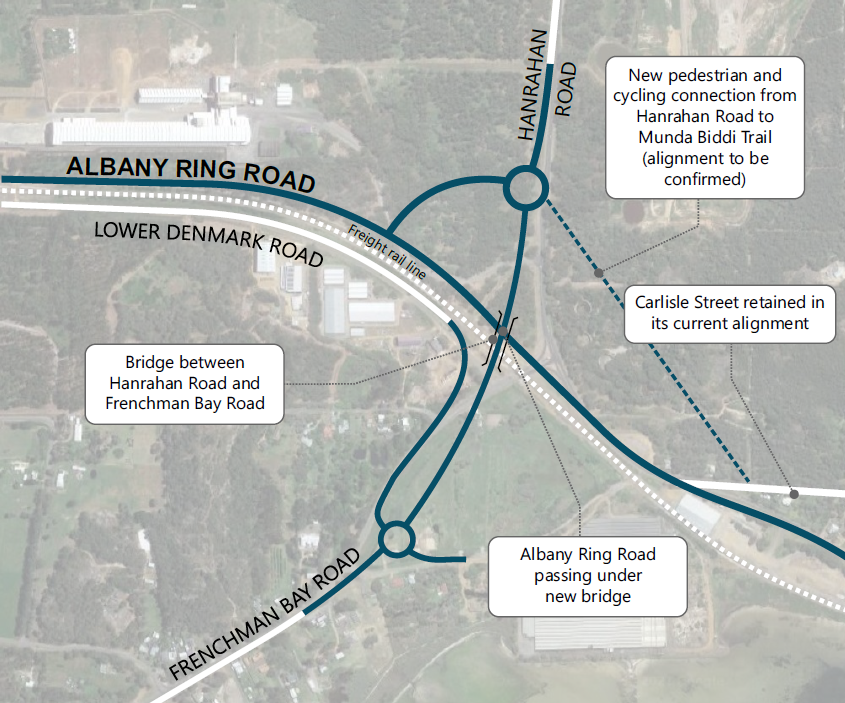 HANRAHAN
ROAD
New pedestrian and
cycling connection from
Hanrahan Road to
Munda Biddi Trail
(alignment to be
confirmed)
ALBANY RING ROAD
LOWER DENMARK ROAD
Freight rail line
Carlisle Street retained in
its current alignment
Bridge between
Hanrahan Road and
Frenchman Bay Road
Albany Ring Road
passing under
new bridge
FRENCHMAN BAY ROAD